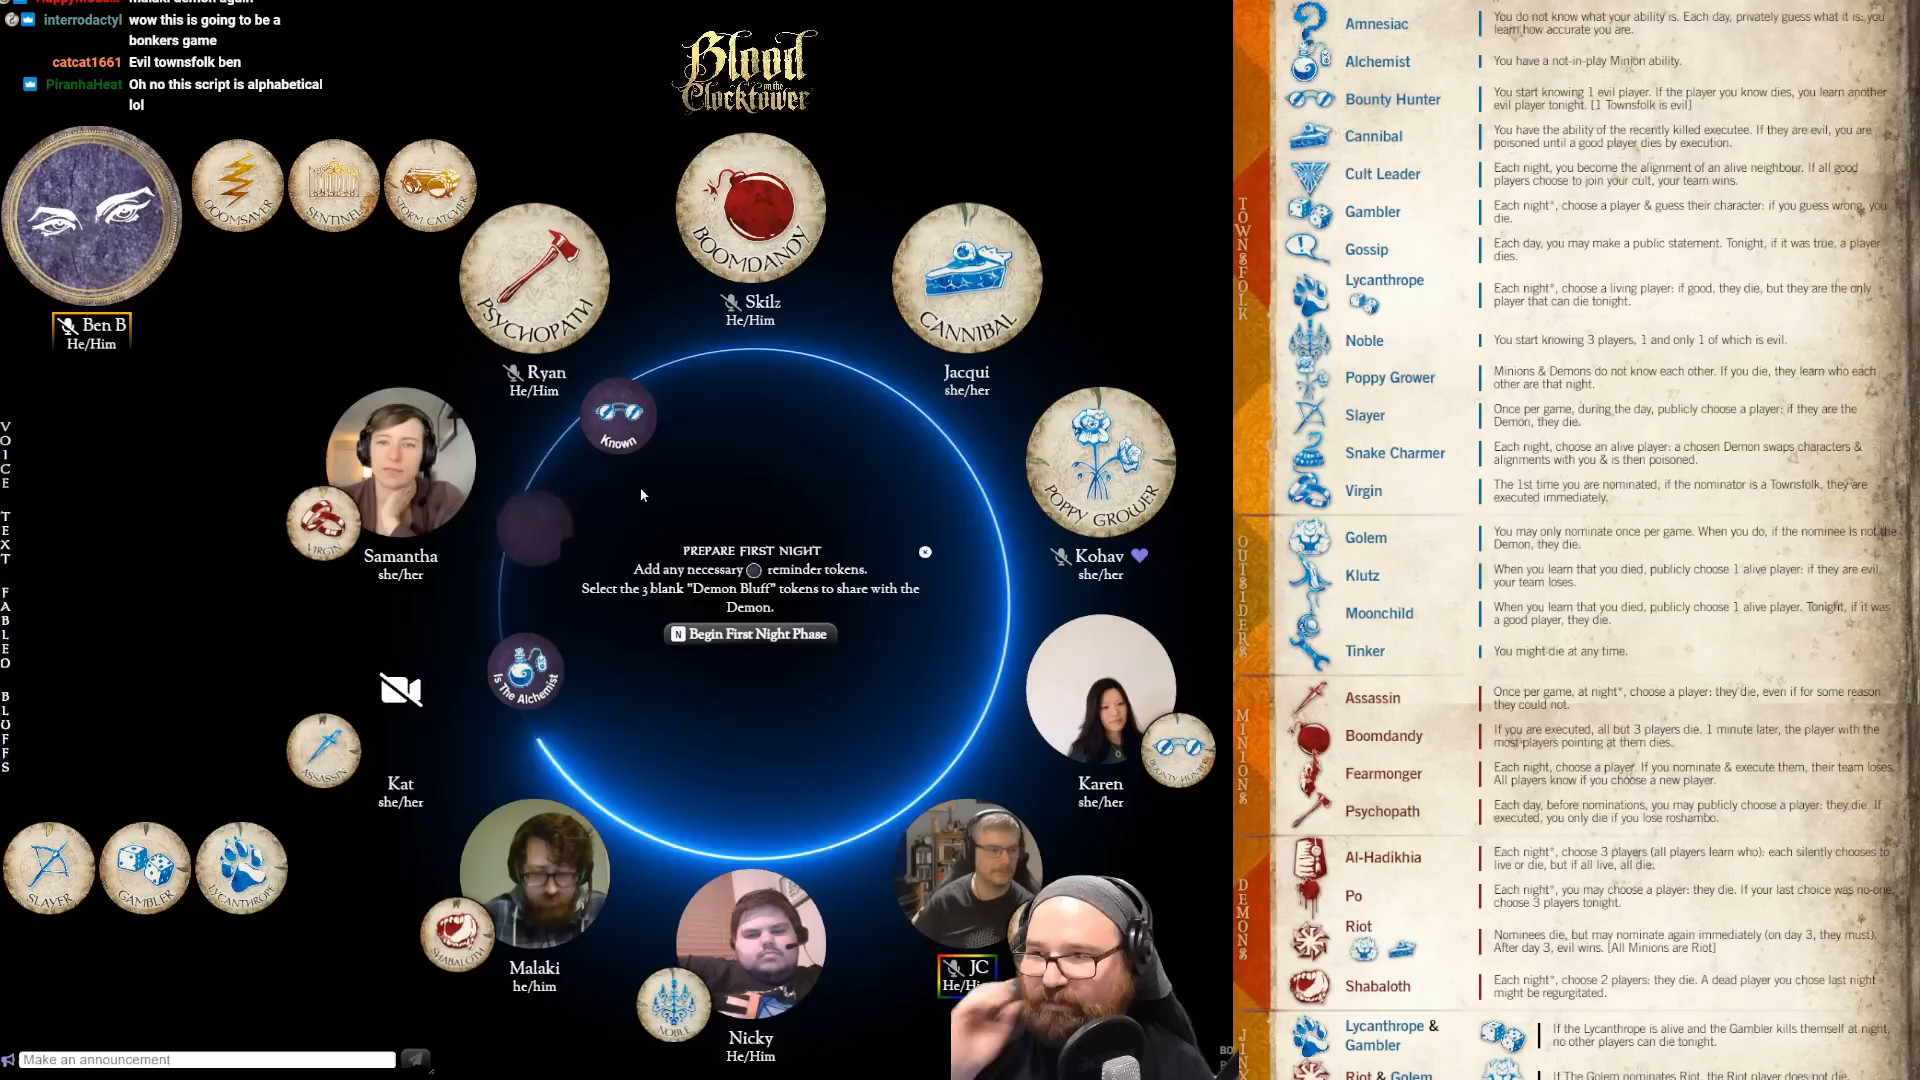 malaki demon again
interrodactyl wow this is going to be a
bonkers game
catcat1661 Evil townsfolk ben
PiranhaHeat Oh no this script is alphabetical
lol
Blood
on the
Clocktower
DOOMSAYER
SENTINEL
STORM CATCHER
Ben B
He/Him
PSYCHOPATH
Ryan
He/Him
BOOMDANDY
Skilz
He/Him
CANNIBAL
Jacqui
she/her
POPPY GROWER
Kohav
she/her
Known
VIRGIN
Samantha
she/her
VOICE
TEXT
FABLED
BLUFFS
PREPARE FIRST NIGHT
Add any necessary reminder tokens.
Select the 3 blank "Demon Bluff" tokens to share with the
Demon.
N Begin First Night Phase
Is The Alchemist
ASSASSIN
Kat
she/her
BOUNTY HUNTER
Karen
she/her
SLAYER
GAMBLER
LYCANTHROPE
SHABALOTH
Malaki
he/him
NOBLE
Nicky
He/Him
JC
Make an announcement
TOWNSFOLK
Amnesiac
You do not know what your ability is. Each day, privately guess what it is: you
learn how accurate you are.
Alchemist
You have a not-in-play Minion ability.
Bounty Hunter
You start knowing 1 evil player. If the player you know dies, you learn another
evil player tonight. [1 Townsfolk is evil]
Cannibal
You have the ability of the recently killed executee. If they are evil, you are
poisoned until a good player dies by execution.
Cult Leader
Each night, you become the alignment of an alive neighbour. If all good
players choose to join your cult, your team wins.
Gambler
Each night*, choose a player & guess their character: if you guess wrong, you
die.
Gossip
Each day, you may make a public statement. Tonight, if it was true, a player
dies.
Lycanthrope
Each night*, choose a living player: if good, they die, but they are the only
player that can die tonight.
Noble
You start knowing 3 players, 1 and only 1 of which is evil.
Poppy Grower
Minions & Demons do not know each other. If you die, they learn who each
other are that night.
Slayer
Once per game, during the day, publicly choose a player: if they are the
Demon, they die.
Snake Charmer
Each night, choose an alive player: a chosen Demon swaps characters &
alignments with you & is then poisoned.
Virgin
The 1st time you are nominated, if the nominator is a Townsfolk, they are
executed immediately.
OUTSIDERS
Golem
You may only nominate once per game. When you do, if the nominee is not the
Demon, they die.
Klutz
When you learn that you died, publicly choose 1 alive player: if they are evil,
your team loses.
Moonchild
When you learn that you died, publicly choose 1 alive player. Tonight, if it was
a good player, they die.
Tinker
You might die at any time.
MINIONS
Assassin
Once per game, at night*, choose a player: they die, even if for some reason
they could not.
Boomdandy
If you are executed, all but 3 players die. 1 minute later, the player with the
most players pointing at them dies.
Fearmonger
Each night, choose a player. If you nominate & execute them, their team loses.
All players know if you choose a new player.
Psychopath
Each day, before nominations, you may publicly choose a player: they die. If
executed, you only die if you lose roshambo.
DEMONS
Al-Hadikhia
Each night*, choose 3 players (all players learn who): each silently chooses to
live or die, but if all live, all die.
Po
Each night*, you may choose a player: they die. If your last choice was no-one,
choose 3 players tonight.
Riot
Nominees die, but may nominate again immediately (on day 3, they must).
After day 3, evil wins. [All Minions are Riot]
Shabaloth
Each night*, choose 2 players: they die. A dead player you chose last night
might be regurgitated.
Lycanthrope &
Gambler
If the Lycanthrope is alive and the Gambler kills themself at night,
no other players can die tonight.
Riot & Golem
If The Golem nominates Riot, the Riot player does not die.